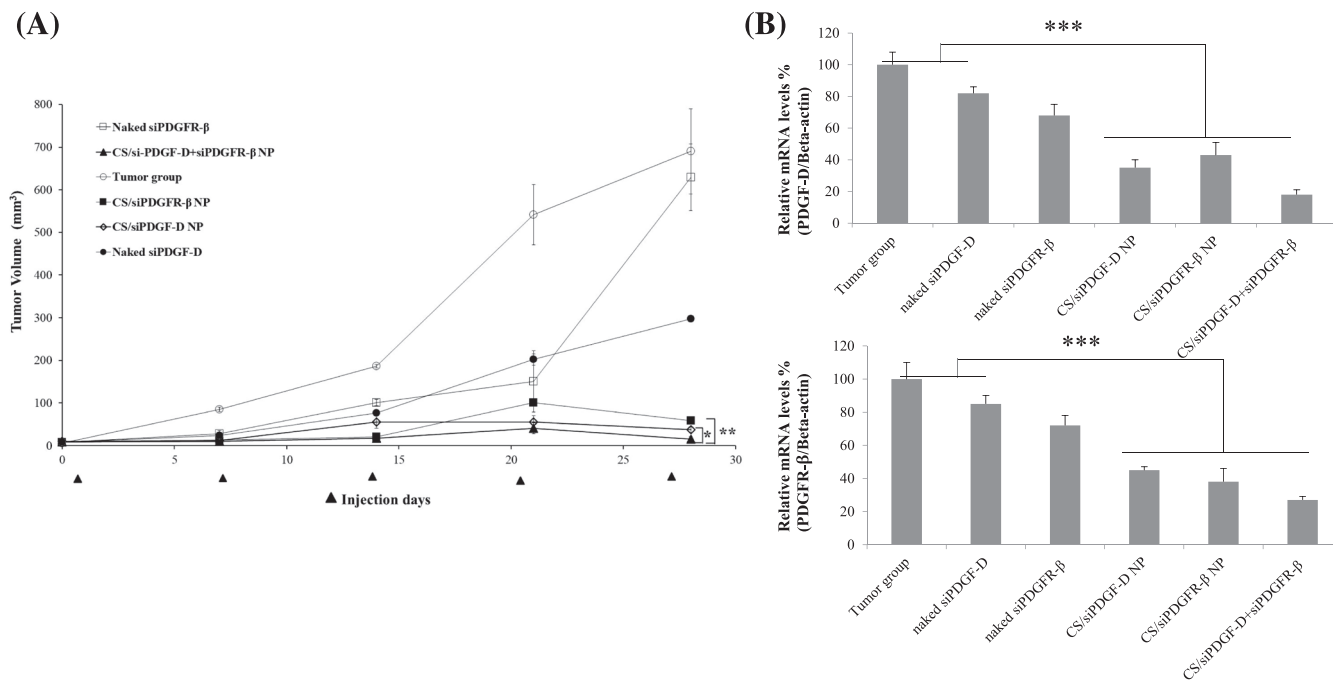 (A)
800
700
600
500
400
300
200
100
0
Tumor Volume (mm³)
Naked siPDGFR-β
CS/si-PDGF-D+siPDGFR-β NP
Tumor group
CS/siPDGFR-β NP
CS/siPDGF-D NP
Naked siPDGF-D
* **
0 5 10 15 20 25 30
▲ Injection days
(B)
***
Relative mRNA levels %
(PDGF-D/Beta-actin)
120
100
80
60
40
20
0
Tumor group
naked siPDGF-D
naked siPDGFR-β
CS/siPDGF-D NP
CS/siPDGFR-β NP
CS/siPDGF-D+siPDGFR-β
***
Relative mRNA levels %
(PDGFR-β/Beta-actin)
120
100
80
60
40
20
0
Tumor group
naked siPDGF-D
naked siPDGFR-β
CS/siPDGF-D NP
CS/siPDGFR-β NP
CS/siPDGF-D+siPDGFR-β